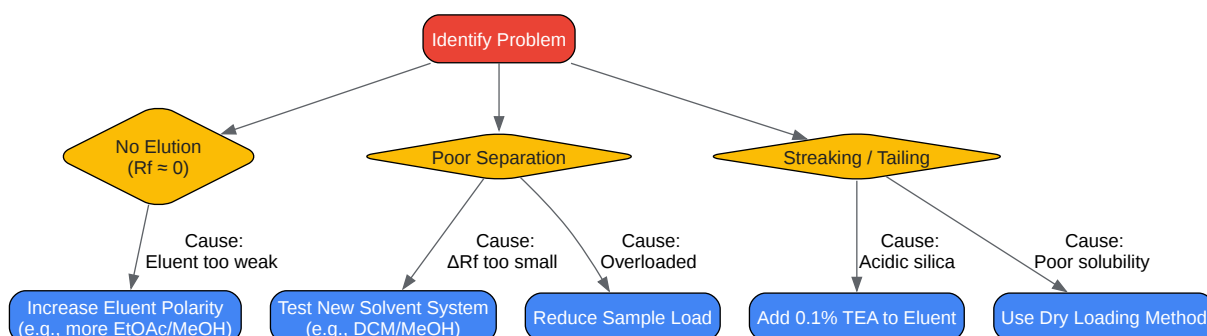 Identify Problem
No Elution
(Rf ≈ 0)
Poor Separation
Streaking / Tailing
Cause:
Eluent too weak
Cause:
ΔRf too small
Cause:
Overloaded
Cause:
Acidic silica
Cause:
Poor solubility
Increase Eluent Polarity
(e.g., more EtOAc/MeOH)
Test New Solvent System
(e.g., DCM/MeOH)
Reduce Sample Load
Add 0.1% TEA to Eluent
Use Dry Loading Method